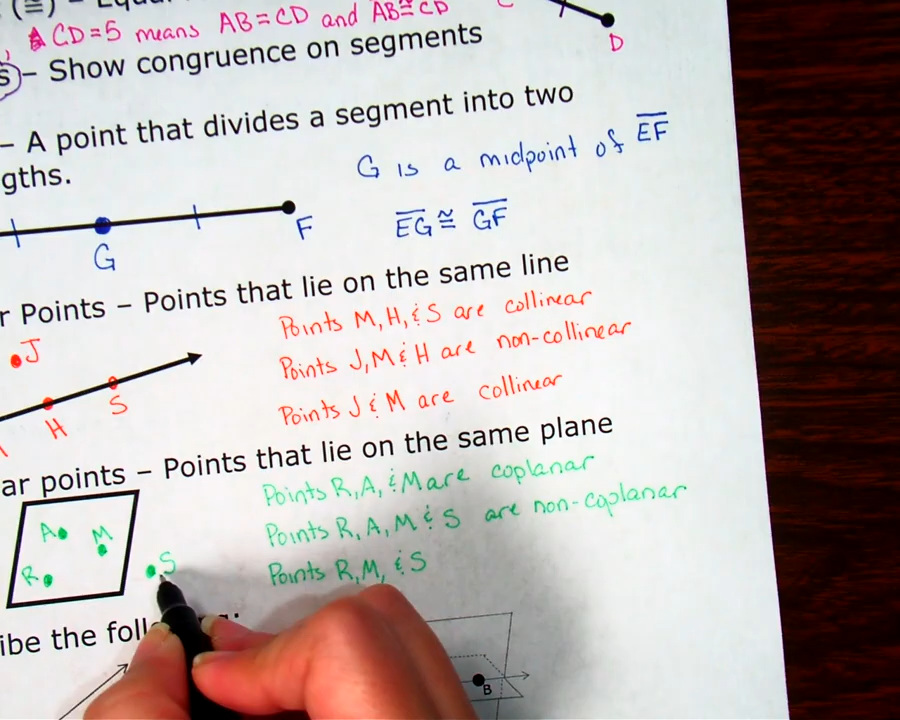 (≅) – Equal
CD=5 means AB=CD and AB≅CD
D
s – Show congruence on segments
– A point that divides a segment into two
gths.
G is a midpoint of EF
EG ≅ GF
G F
r Points – Points that lie on the same line
J
H S
Points M, H, & S are collinear
Points J, M & H are non-collinear
Points J & M are collinear
ar points – Points that lie on the same plane
A M
R S
Points R, A, & M are coplanar
Points R, A, M & S are non-coplanar
Points R, M, & S
ibe the foll
B